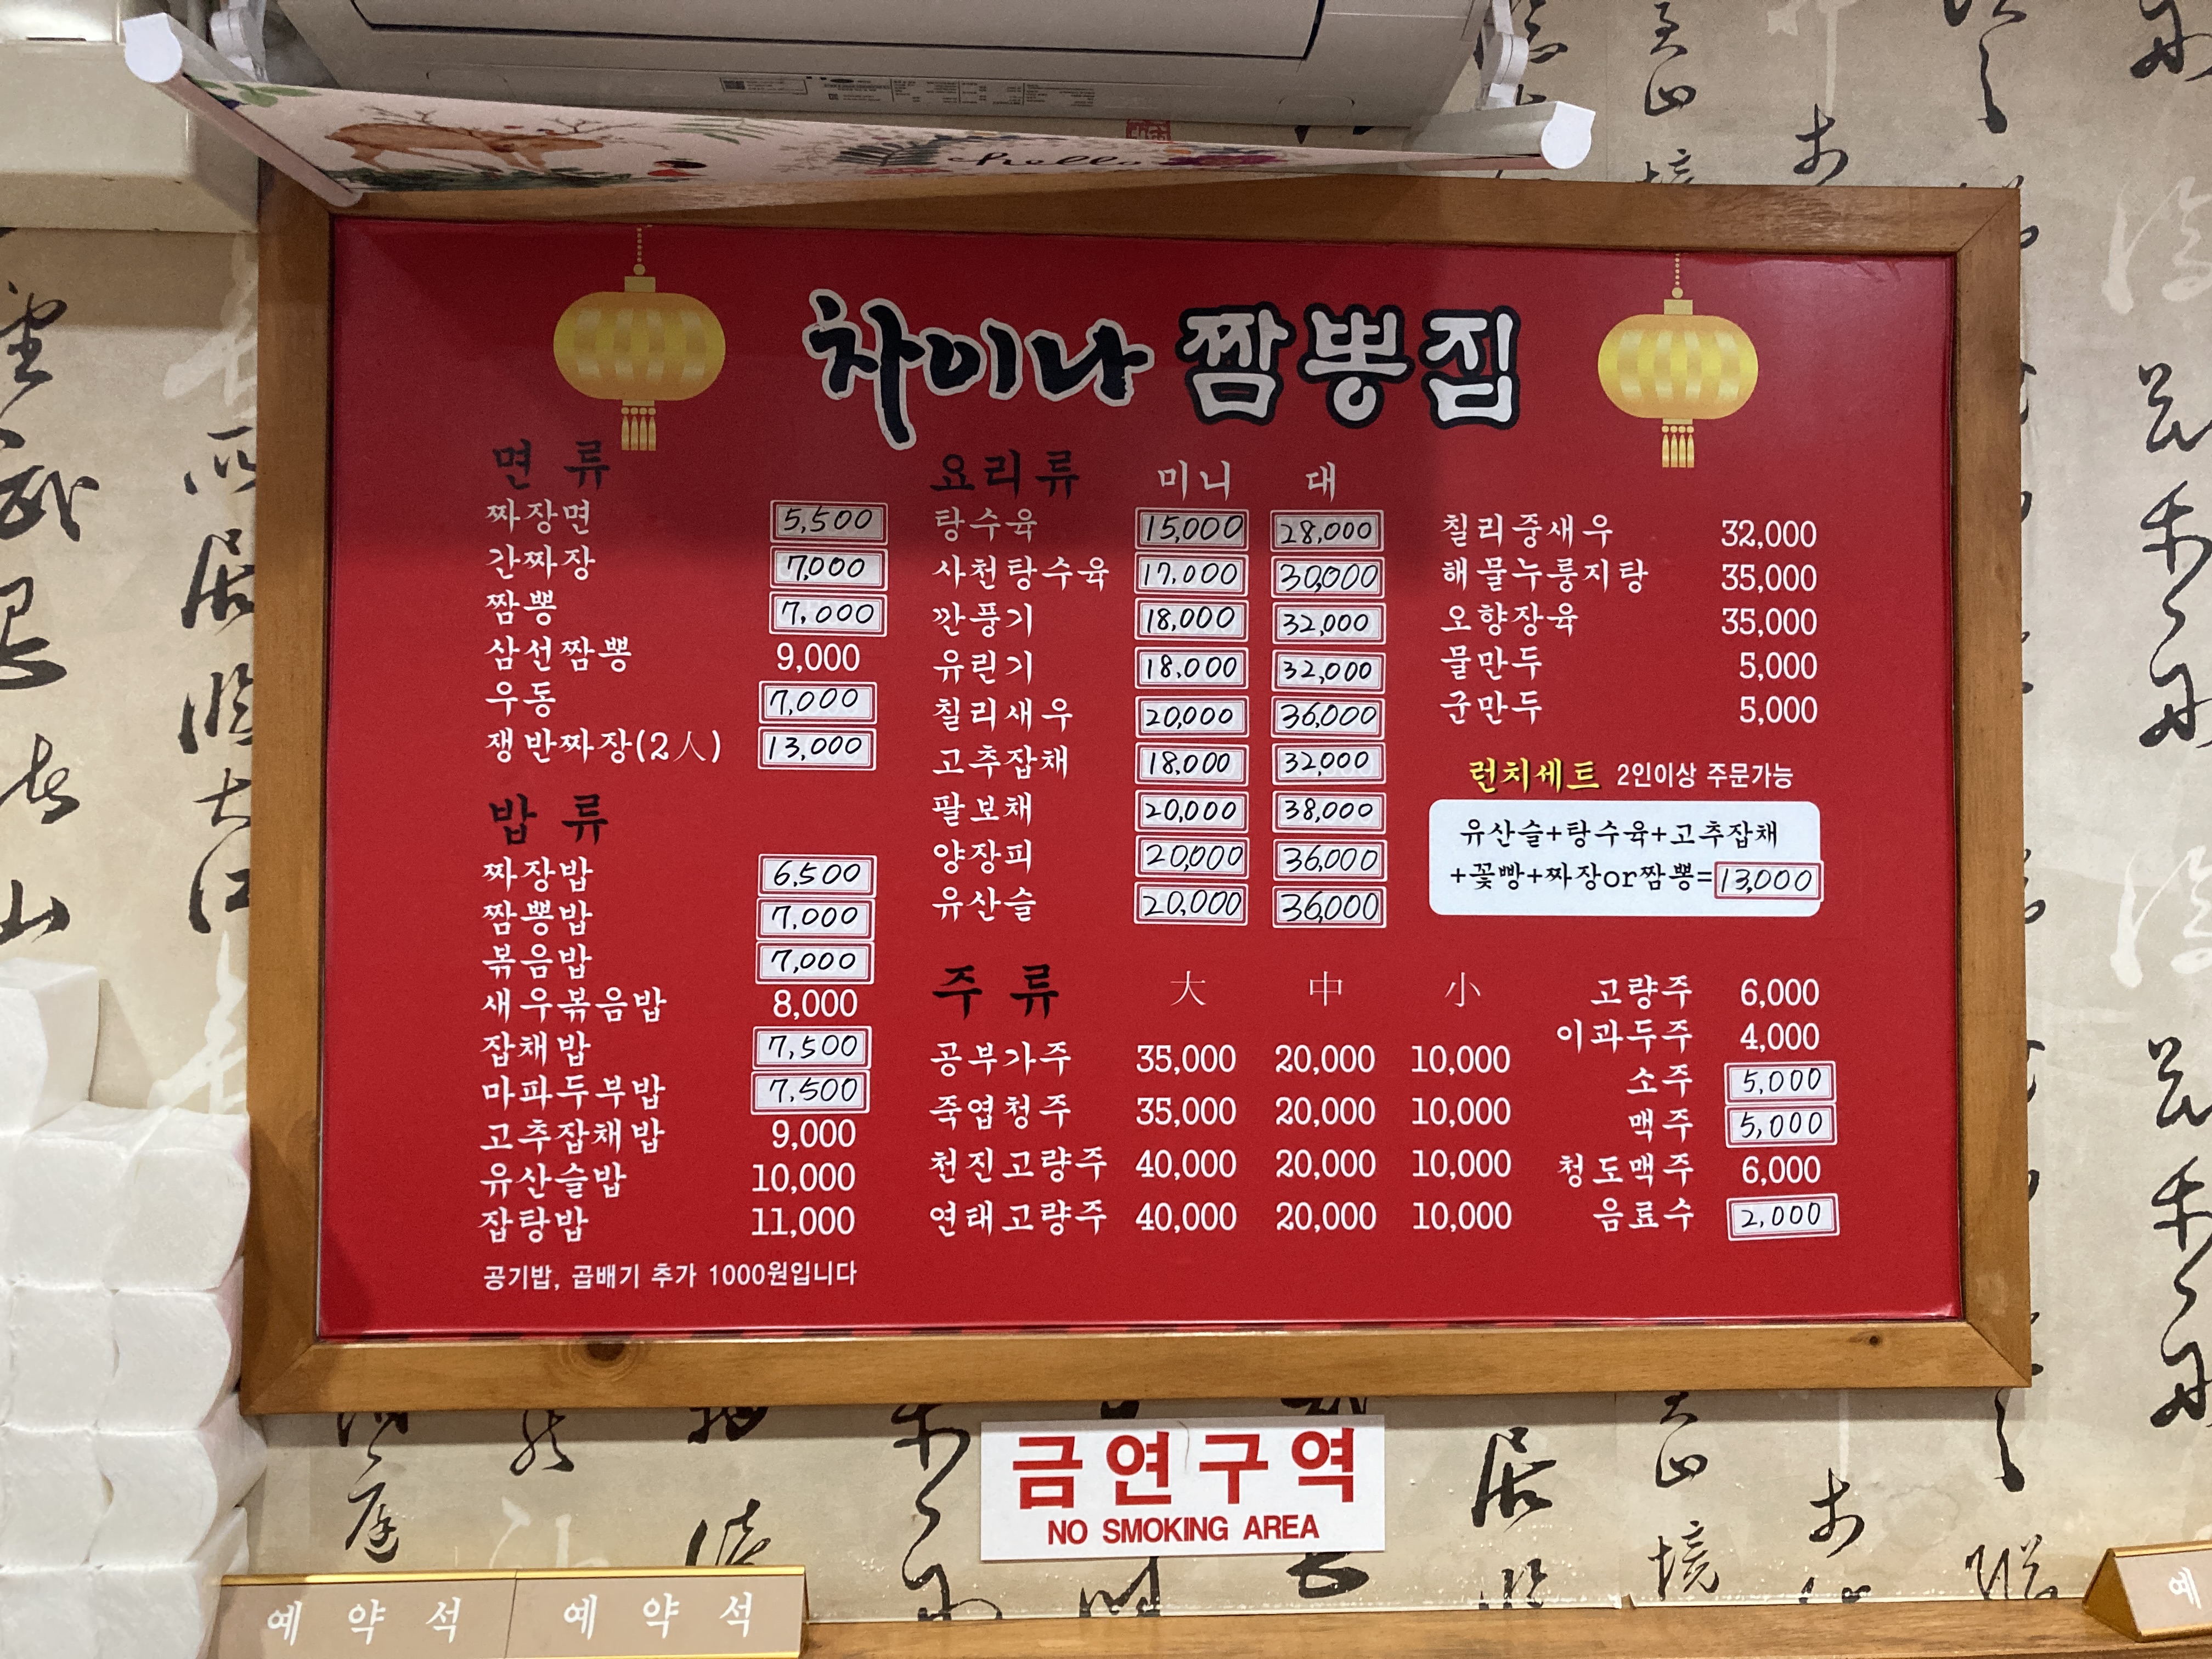 hello
차이나 짬뽕집
면 류
짜장면 5,500
간짜장 7,000
짬뽕 7,000
삼선짬뽕 9,000
우동 7,000
쟁반짜장(2人) 13,000
밥 류
짜장밥 6,500
짬뽕밥 7,000
볶음밥 7,000
새우볶음밥 8,000
잡채밥 7,500
마파두부밥 7,500
고추잡채밥 9,000
유산슬밥 10,000
잡탕밥 11,000
공기밥, 곱배기 추가 1000원입니다
요리류 미니 대
탕수육 15,000 28,000
사천탕수육 17,000 30,000
깐풍기 18,000 32,000
유린기 18,000 32,000
칠리새우 20,000 36,000
고추잡채 18,000 32,000
팔보채 20,000 38,000
양장피 20,000 36,000
유산슬 20,000 36,000
칠리중새우 32,000
해물누룽지탕 35,000
오향장육 35,000
물만두 5,000
군만두 5,000
런치세트 2인이상 주문가능
유산슬+탕수육+고추잡채
+꽃빵+짜장or짬뽕=13,000
주 류 大 中 小
공부가주 35,000 20,000 10,000
죽엽청주 35,000 20,000 10,000
천진고량주 40,000 20,000 10,000
연태고량주 40,000 20,000 10,000
고량주 6,000
이과두주 4,000
소주 5,000
맥주 5,000
청도맥주 6,000
음료수 2,000
금연구역
NO SMOKING AREA
예 약 석 예 약 석
예